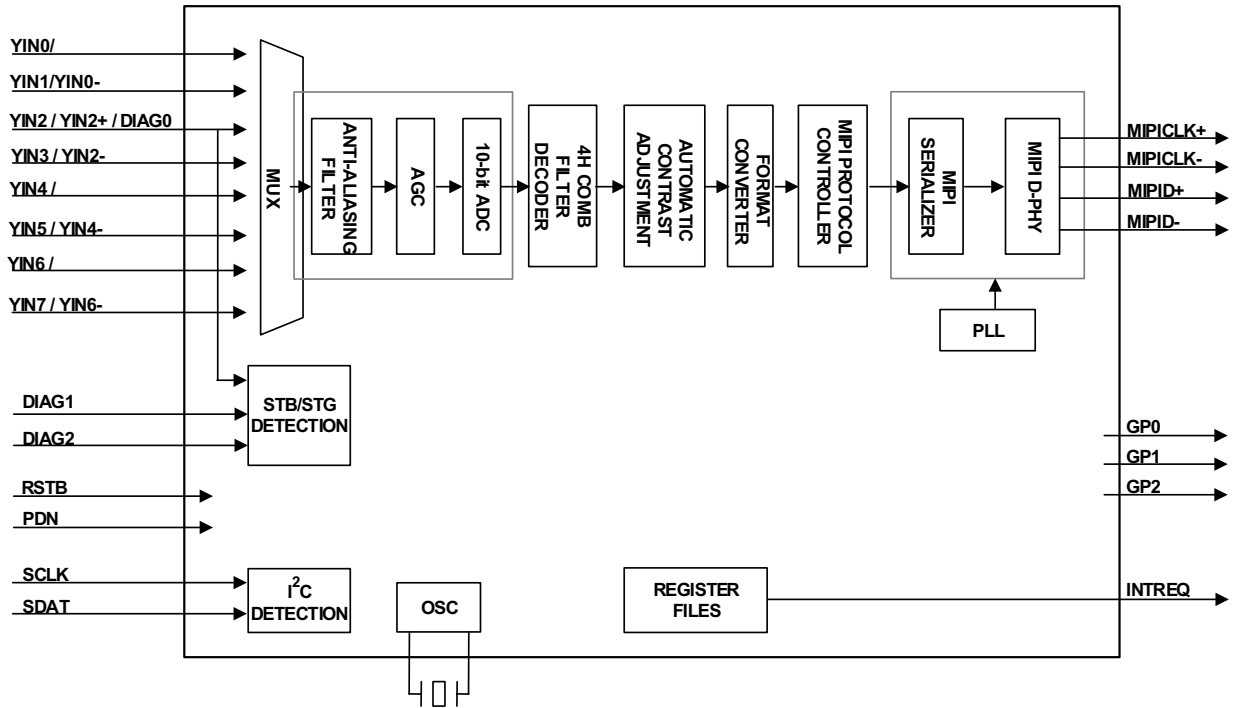 YIN0/
YIN1/YIN0-
YIN2 / YIN2+ / DIAG0
YIN3 / YIN2-
YIN4 /
YIN5 / YIN4-
YIN6 /
YIN7 / YIN6-
MUX
ANTI-ALIASING
FILTER
AGC
10-bit ADC
4H COMB
FILTER
DECODER
AUTOMATIC
CONTRAST
ADJUSTMENT
FORMAT
CONVERTER
MIPI PROTOCOL
CONTROLLER
MIPI
SERIALIZER
MIPI D-PHY
MIPICLK+
MIPICLK-
MIPID+
MIPID-
PLL
DIAG1
DIAG2
STB/STG
DETECTION
GP0
GP1
GP2
RSTB
PDN
SCLK
SDAT
I²C
DETECTION
OSC
REGISTER
FILES
INTREQ